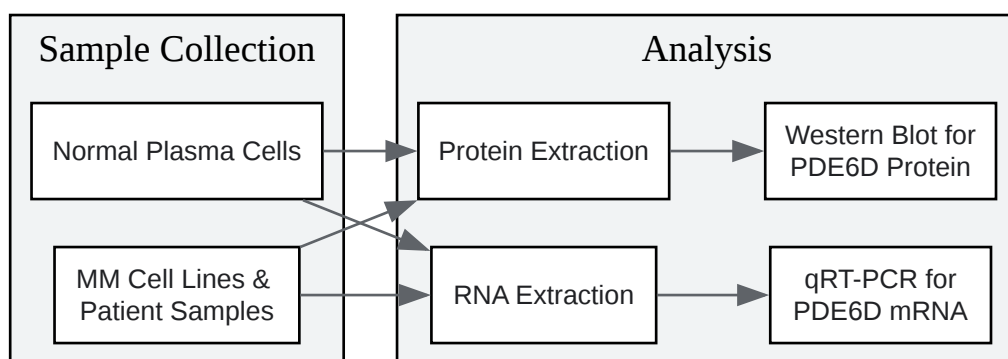 Sample Collection
Analysis
Normal Plasma Cells
Protein Extraction
Western Blot for
PDE6D Protein
MM Cell Lines &
Patient Samples
RNA Extraction
qRT-PCR for
PDE6D mRNA